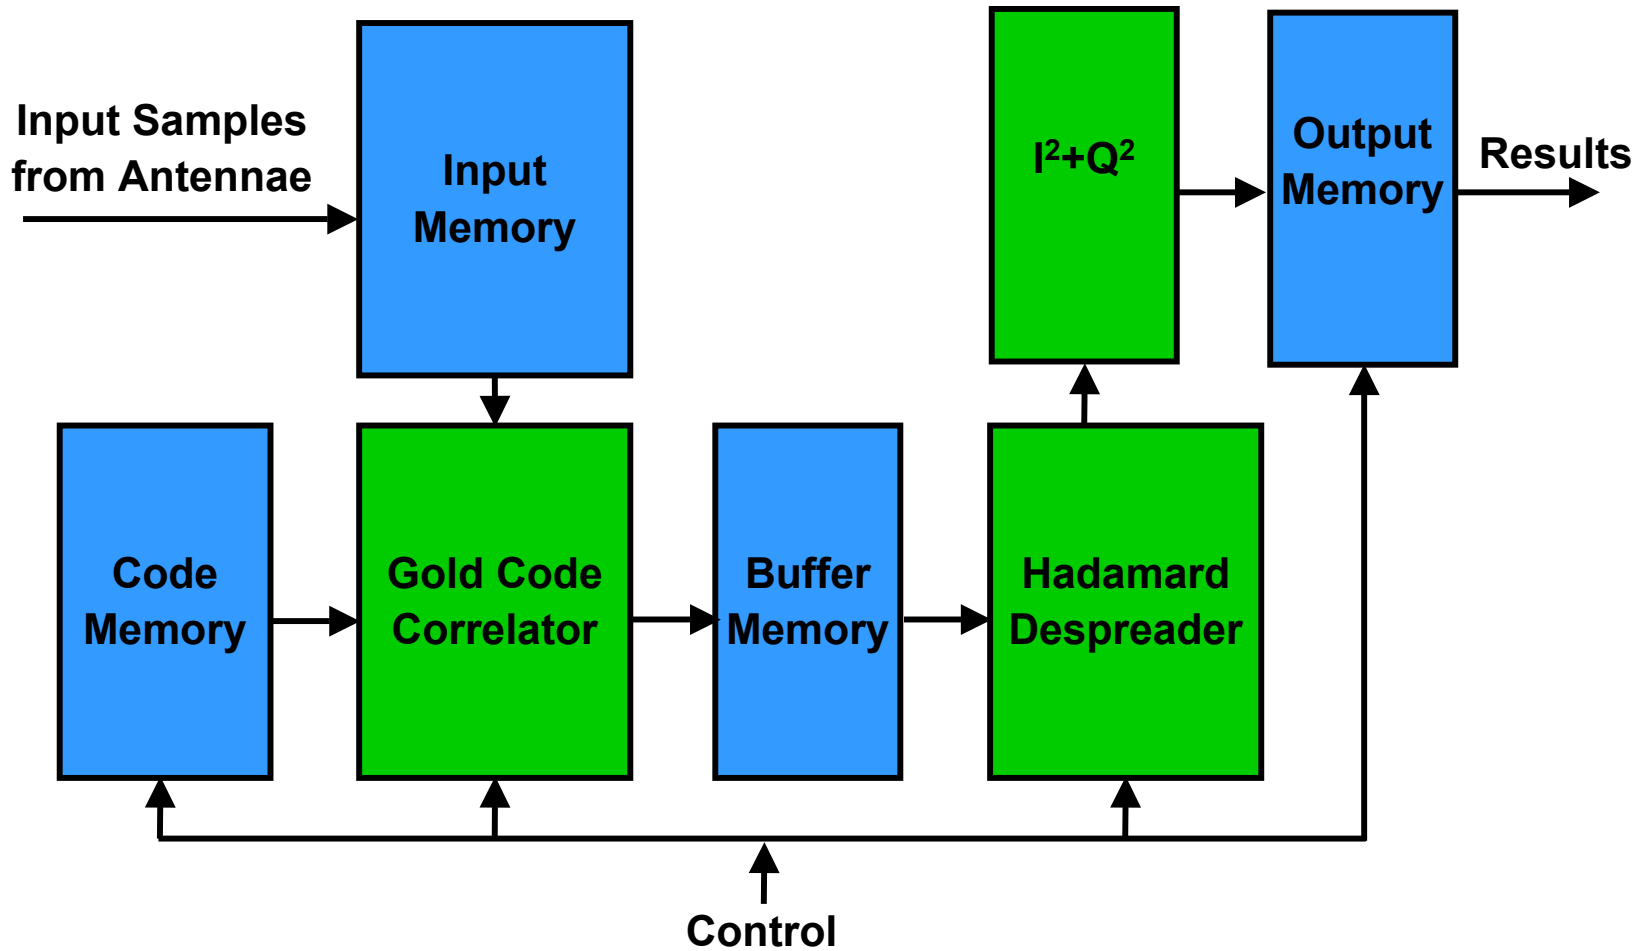 Input Samples
from Antennae
Input
Memory
I²+Q²
Output
Memory
Results
Code
Memory
Gold Code
Correlator
Buffer
Memory
Hadamard
Despreader
Control